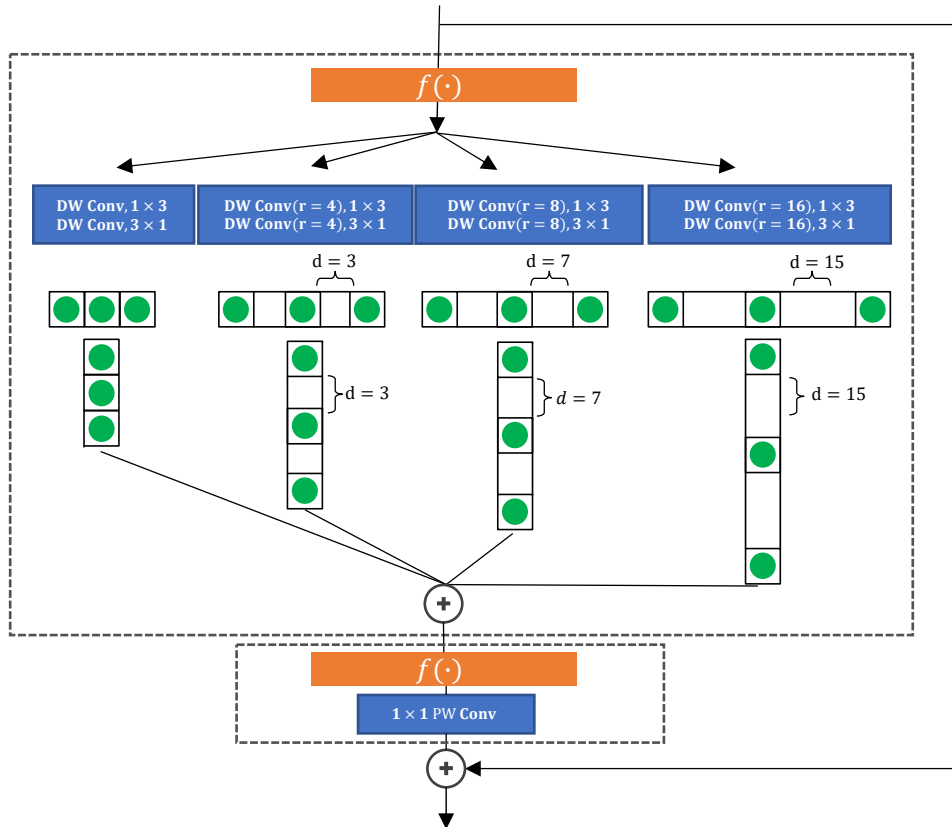 f(·)
DW Conv, 1 × 3
DW Conv, 3 × 1
DW Conv(r = 4), 1 × 3
DW Conv(r = 4), 3 × 1
DW Conv(r = 8), 1 × 3
DW Conv(r = 8), 3 × 1
DW Conv(r = 16), 1 × 3
DW Conv(r = 16), 3 × 1
d = 3
d = 7
d = 15
d = 3
d = 7
d = 15
+
f(·)
1 × 1 PW Conv
+